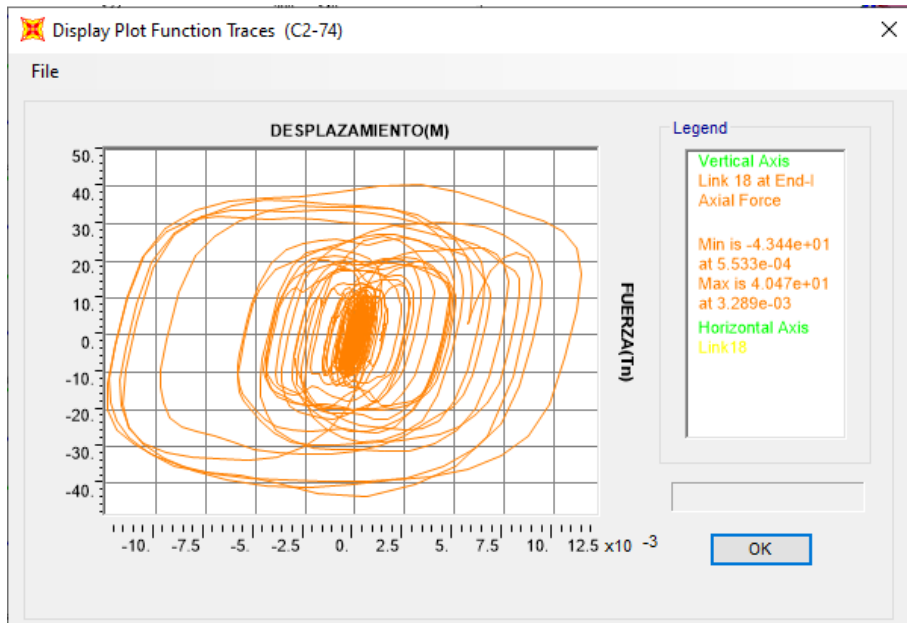 Display Plot Function Traces (C2-74)
File
DESPLAZAMIENTO(M)
50.
40.
30.
20.
10.
0.
-10.
-20.
-30.
-40.
-10. -7.5 -5. -2.5 0. 2.5 5. 7.5 10. 12.5 x10 -3
FUERZA(Tn)
Legend
Vertical Axis
Link 18 at End-I
Axial Force
Min is -4.344e+01
at 5.533e-04
Max is 4.047e+01
at 3.289e-03
Horizontal Axis
Link18
OK